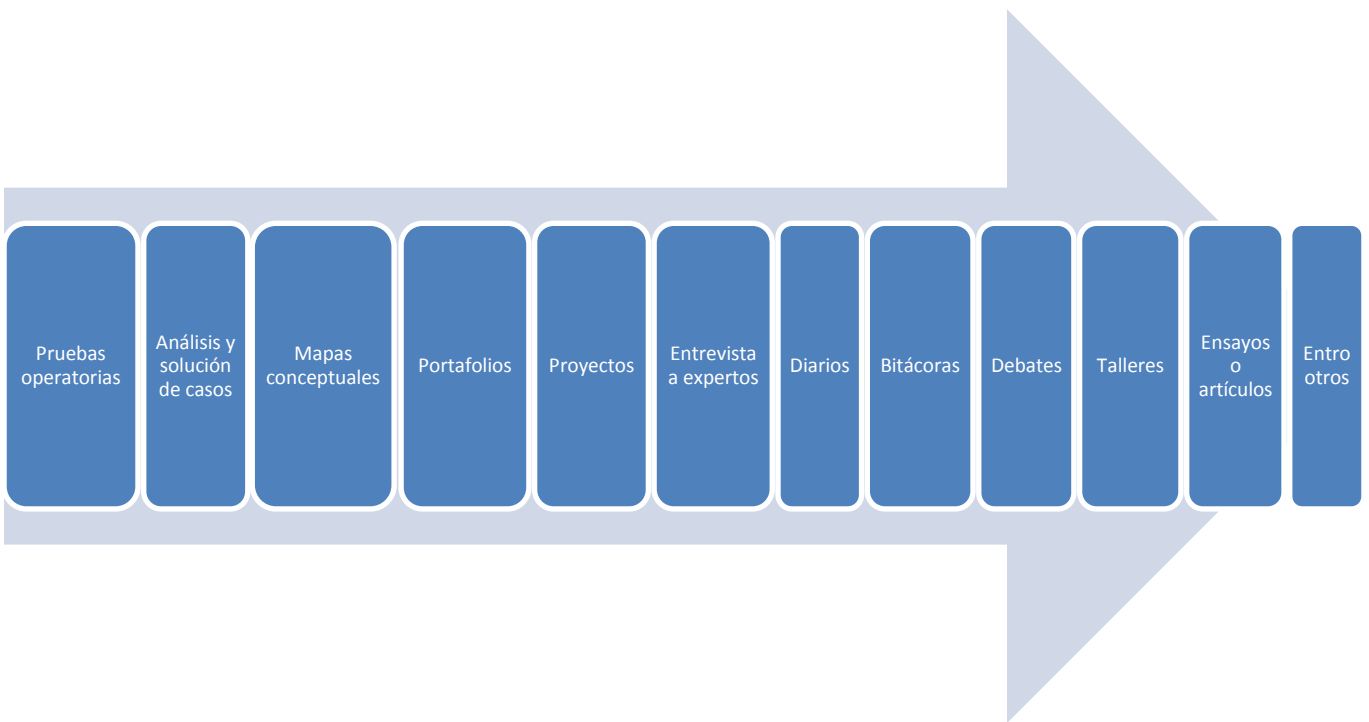 Pruebas
operatorias
Análisis y
solución
de casos
Mapas
conceptuales
Portafolios
Proyectos
Entrevista
a expertos
Diarios
Bitácoras
Debates
Talleres
Ensayos
o
artículos
Entro
otros